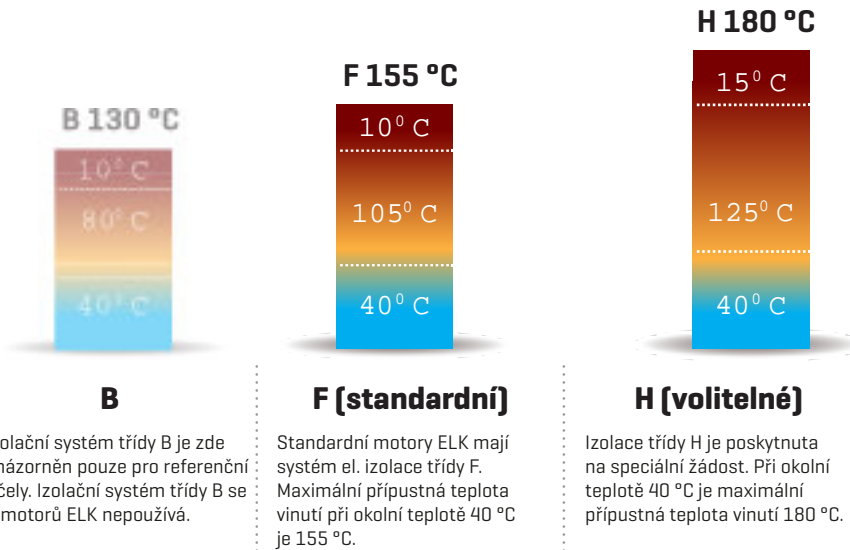 B 130 °C
10⁰ C
80⁰ C
40⁰ C
F 155 °C
10⁰ C
105⁰ C
40⁰ C
H 180 °C
15⁰ C
125⁰ C
40⁰ C
B
olační systém třídy B je zde
názorněn pouze pro referenční
čely. Izolační systém třídy B se
motorů ELK nepoužívá.
F (standardní)
Standardní motory ELK mají
systém el. izolace třídy F.
Maximální přípustná teplota
vinutí při okolní teplotě 40 °C
je 155 °C.
H (volitelné)
Izolace třídy H je poskytnuta
na speciální žádost. Při okolní
teplotě 40 °C je maximální
přípustná teplota vinutí 180 °C.